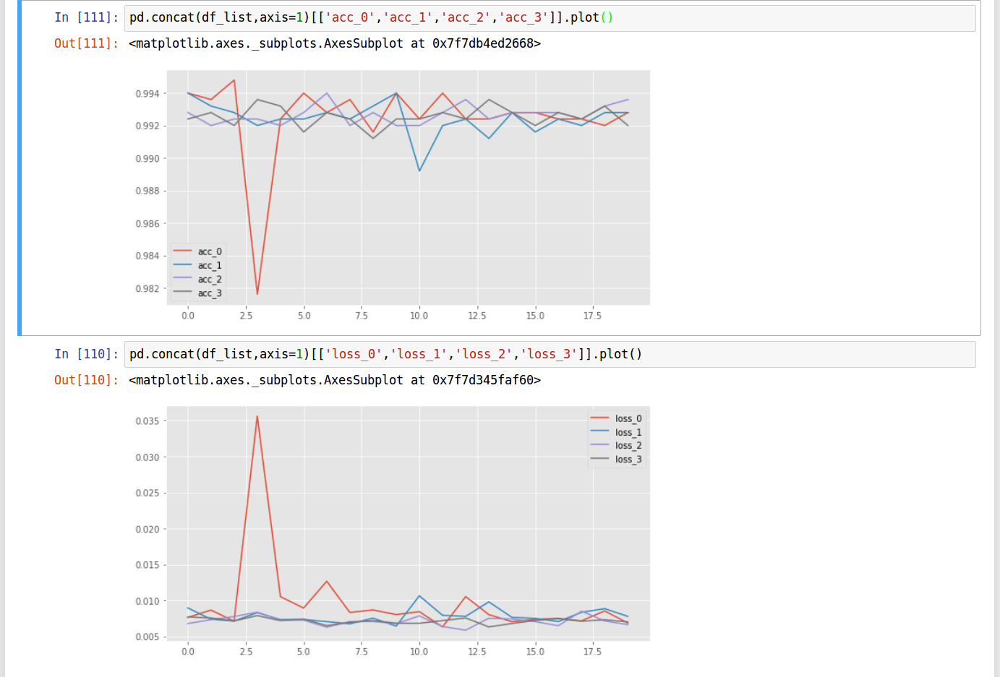 In [111]: pd.concat(df_list,axis=1)[['acc_0','acc_1','acc_2','acc_3']].plot()
Out[111]: <matplotlib.axes._subplots.AxesSubplot at 0x7f7db4ed2668>
0.994
0.992
0.990
0.988
0.986
0.984
0.982
acc_0
acc_1
acc_2
acc_3
0.0 2.5 5.0 7.5 10.0 12.5 15.0 17.5
In [110]: pd.concat(df_list,axis=1)[['loss_0','loss_1','loss_2','loss_3']].plot()
Out[110]: <matplotlib.axes._subplots.AxesSubplot at 0x7f7d345faf60>
0.035
0.030
0.025
0.020
0.015
0.010
0.005
loss_0
loss_1
loss_2
loss_3
0.0 2.5 5.0 7.5 10.0 12.5 15.0 17.5